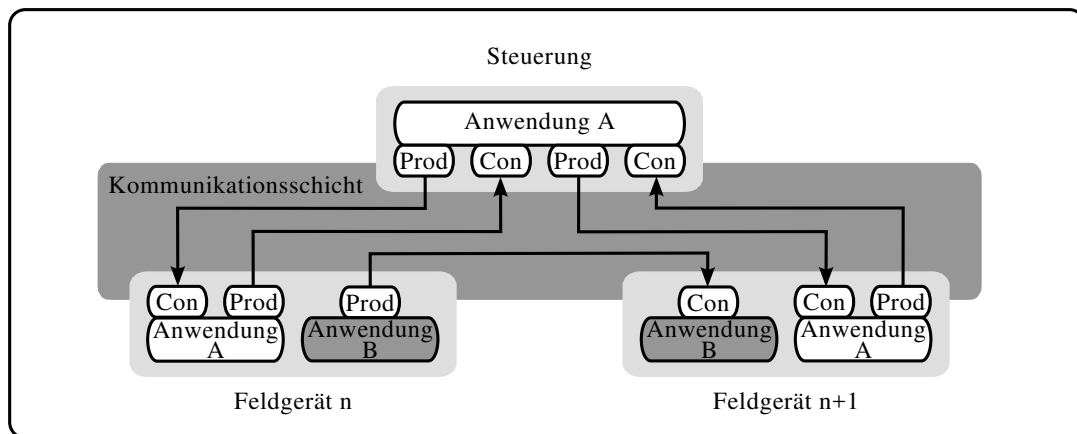 Steuerung
Anwendung A
Prod Con Prod Con
Kommunikationsschicht
Con Prod Prod Con Con Prod
Anwendung A
Anwendung B
Anwendung B
Anwendung A
Feldgerät n
Feldgerät n+1